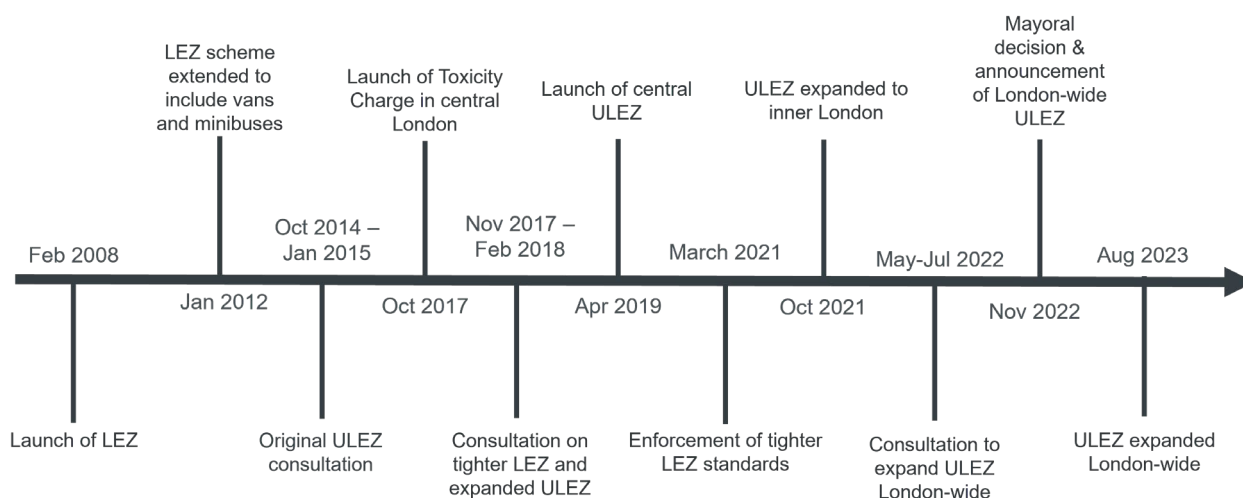 LEZ scheme
extended to
include vans
and minibuses
Launch of Toxicity
Charge in central
London
Launch of central
ULEZ
ULEZ expanded to
inner London
Mayoral
decision &
announcement
of London-wide
ULEZ
Feb 2008
Oct 2014 –
Jan 2015
Nov 2017 –
Feb 2018
March 2021
May-Jul 2022
Aug 2023
Jan 2012
Oct 2017
Apr 2019
Oct 2021
Nov 2022
Launch of LEZ
Original ULEZ
consultation
Consultation on
tighter LEZ and
expanded ULEZ
Enforcement of tighter
LEZ standards
Consultation to
expand ULEZ
London-wide
ULEZ expanded
London-wide